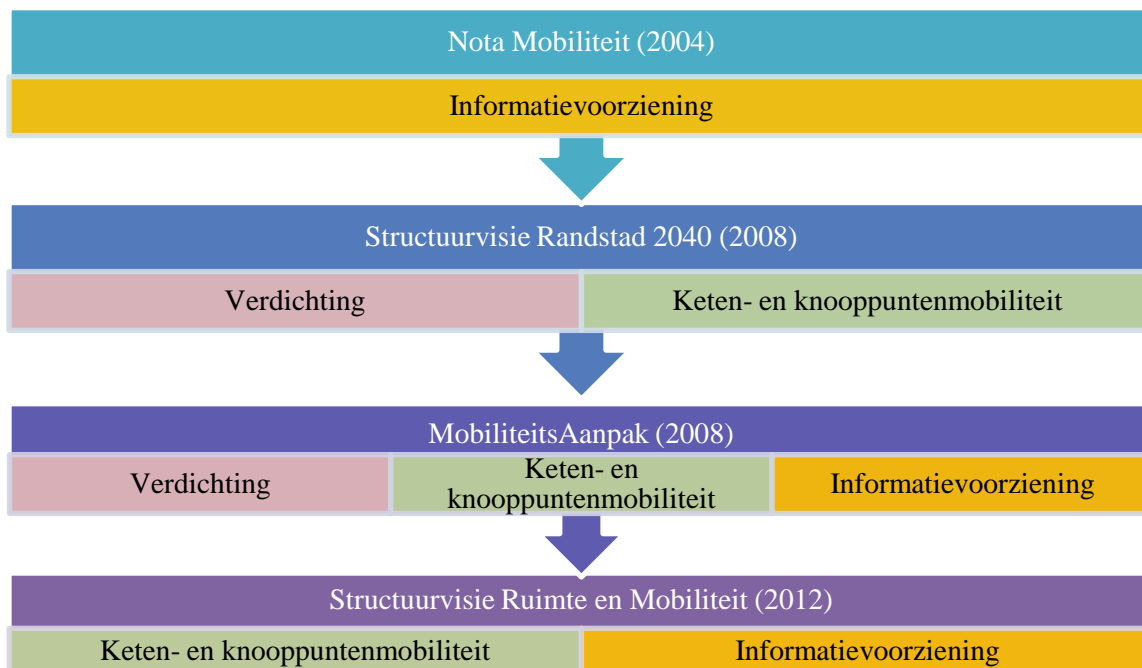 Nota Mobiliteit (2004)
Informatievoorziening
Structuurvisie Randstad 2040 (2008)
Verdichting
Keten- en knooppuntenmobiliteit
MobiliteitsAanpak (2008)
Verdichting
Keten- en
knooppuntenmobiliteit
Informatievoorziening
Structuurvisie Ruimte en Mobiliteit (2012)
Keten- en knooppuntenmobiliteit
Informatievoorziening